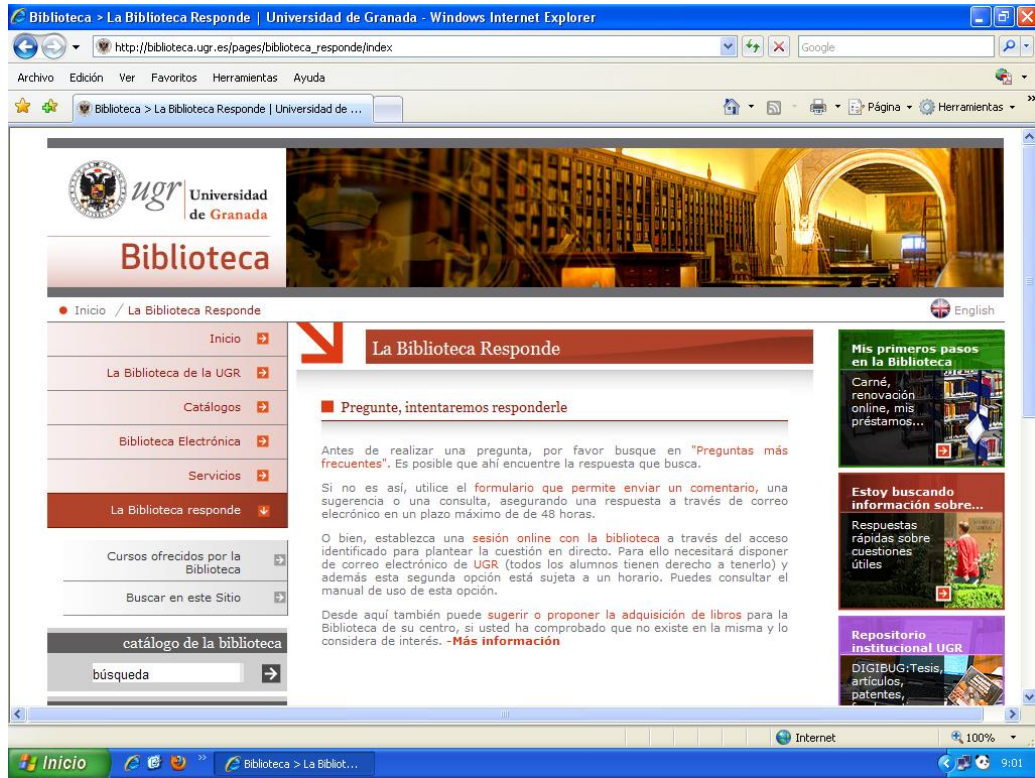 Biblioteca > La Biblioteca Responde | Universidad de Granada - Windows Internet Explorer
http://biblioteca.ugr.es/pages/biblioteca_responde/index
Google
Archivo Edición Ver Favoritos Herramientas Ayuda
Biblioteca > La Biblioteca Responde | Universidad de ...
Página Herramientas
ugr Universidad
de Granada
Biblioteca
Inicio / La Biblioteca Responde
English
Inicio
La Biblioteca de la UGR
Catálogos
Biblioteca Electrónica
Servicios
La Biblioteca responde
Cursos ofrecidos por la
Biblioteca
Buscar en este Sitio
catálogo de la biblioteca
búsqueda
La Biblioteca Responde
Pregunte, intentaremos responderle
Antes de realizar una pregunta, por favor busque en "Preguntas más
frecuentes". Es posible que ahí encuentre la respuesta que busca.
Si no es así, utilice el formulario que permite enviar un comentario, una
sugerencia o una consulta, asegurando una respuesta a través de correo
elecrónico en un plazo máximo de de 48 horas.
O bien, establezca una sesión online con la biblioteca a través del acceso
identificado para plantear la cuestión en directo. Para ello necesitará disponer
de correo electrónico de UGR (todos los alumnos tienen derecho a tenerlo) y
además esta segunda opción está sujeta a un horario. Puedes consultar el
manual de uso de esta opción.
Desde aquí también puede sugerir o proponer la adquisición de libros para la
Biblioteca de su centro, si usted ha comprobado que no existe en la misma y lo
considera de interés. -Más información
Mis primeros pasos
en la Biblioteca
Carné,
renovación
online, mis
préstamos...
Estoy buscando
información sobre...
Respuestas
rápidas sobre
cuestiones
útiles
Repositorio
institucional UGR
DIGIBUG:Tesis,
artículos,
patentes,
Internet
100%
Inicio
Biblioteca > La Bibliot...
9:01